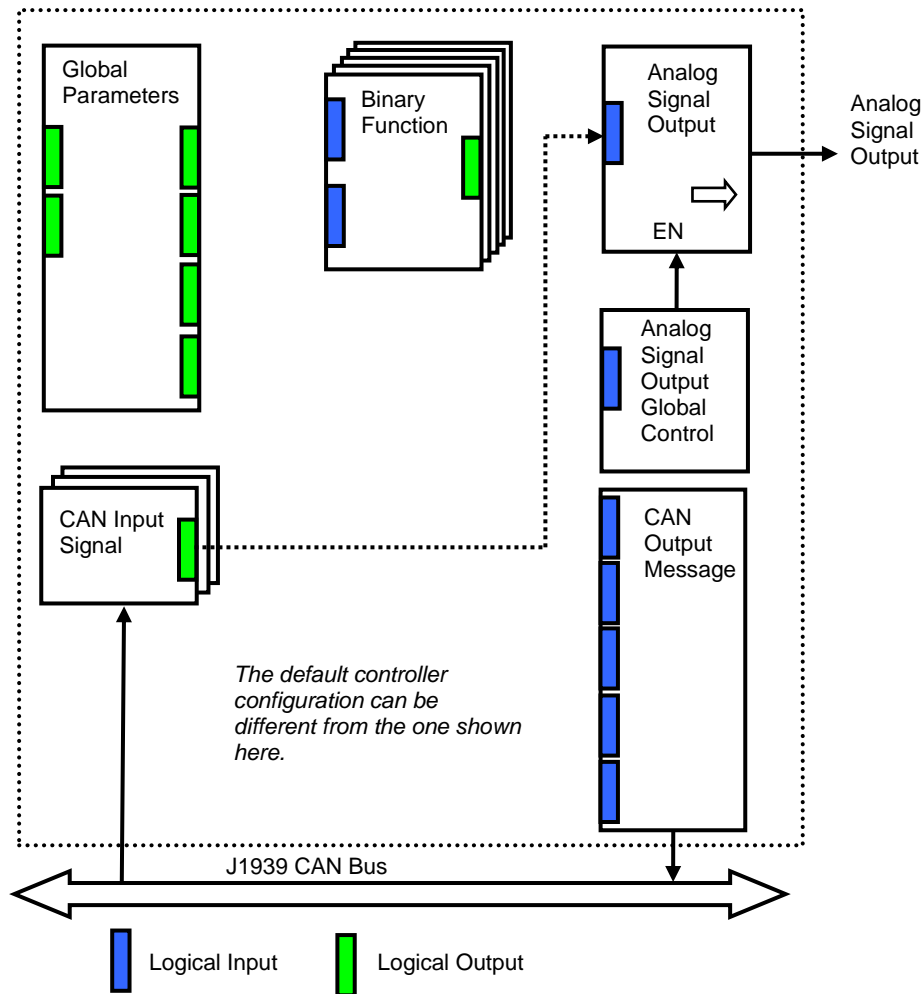 Global
Parameters
Binary
Function
Analog
Signal
Output
EN
Analog
Signal
Output
Analog
Signal
Output
Global
Control
CAN Input
Signal
CAN
Output
Message
The default controller
configuration can be
different from the one shown
here.
J1939 CAN Bus
Logical Input
Logical Output